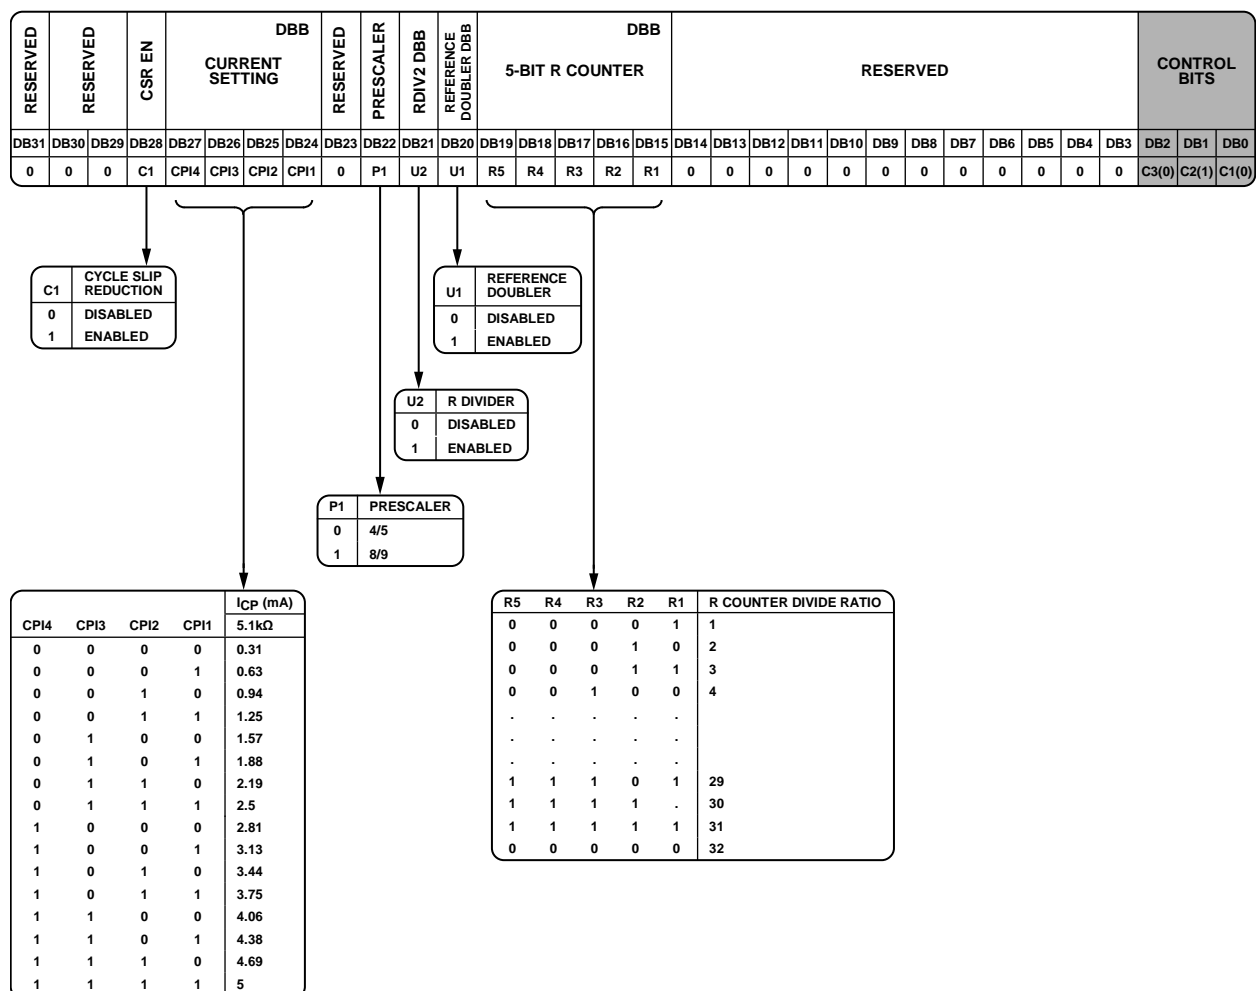 RESERVED
RESERVED
CSR EN
DBB
CURRENT
SETTING
RESERVED
PRESCALER
RDIV2 DBB
REFERENCE
DOUBLER DBB
DBB
5-BIT R COUNTER
RESERVED
CONTROL
BITS
DB31 DB30 DB29 DB28 DB27 DB26 DB25 DB24 DB23 DB22 DB21 DB20 DB19 DB18 DB17 DB16 DB15 DB14 DB13 DB12 DB11 DB10 DB9 DB8 DB7 DB6 DB5 DB4 DB3 DB2 DB1 DB0
0 0 0 C1 CPI4 CPI3 CPI2 CPI1 0 P1 U2 U1 R5 R4 R3 R2 R1 0 0 0 0 0 0 0 0 0 0 0 0 C3(0) C2(1) C1(0)
C1 CYCLE SLIP
REDUCTION
0 DISABLED
1 ENABLED
U1 REFERENCE
DOUBLER
0 DISABLED
1 ENABLED
U2 R DIVIDER
0 DISABLED
1 ENABLED
P1 PRESCALER
0 4/5
1 8/9
ICP (mA)
CPI4 CPI3 CPI2 CPI1 5.1kΩ
0 0 0 0 0.31
0 0 0 1 0.63
0 0 1 0 0.94
0 0 1 1 1.25
0 1 0 0 1.57
0 1 0 1 1.88
0 1 1 0 2.19
0 1 1 1 2.5
1 0 0 0 2.81
1 0 0 1 3.13
1 0 1 0 3.44
1 0 1 1 3.75
1 1 0 0 4.06
1 1 0 1 4.38
1 1 1 0 4.69
1 1 1 1 5
R5 R4 R3 R2 R1 R COUNTER DIVIDE RATIO
0 0 0 0 1 1
0 0 0 1 0 2
0 0 0 1 1 3
0 0 1 0 0 4
. . . . .
. . . . .
. . . . .
1 1 1 0 1 29
1 1 1 1 . 30
1 1 1 1 1 31
0 0 0 0 0 32